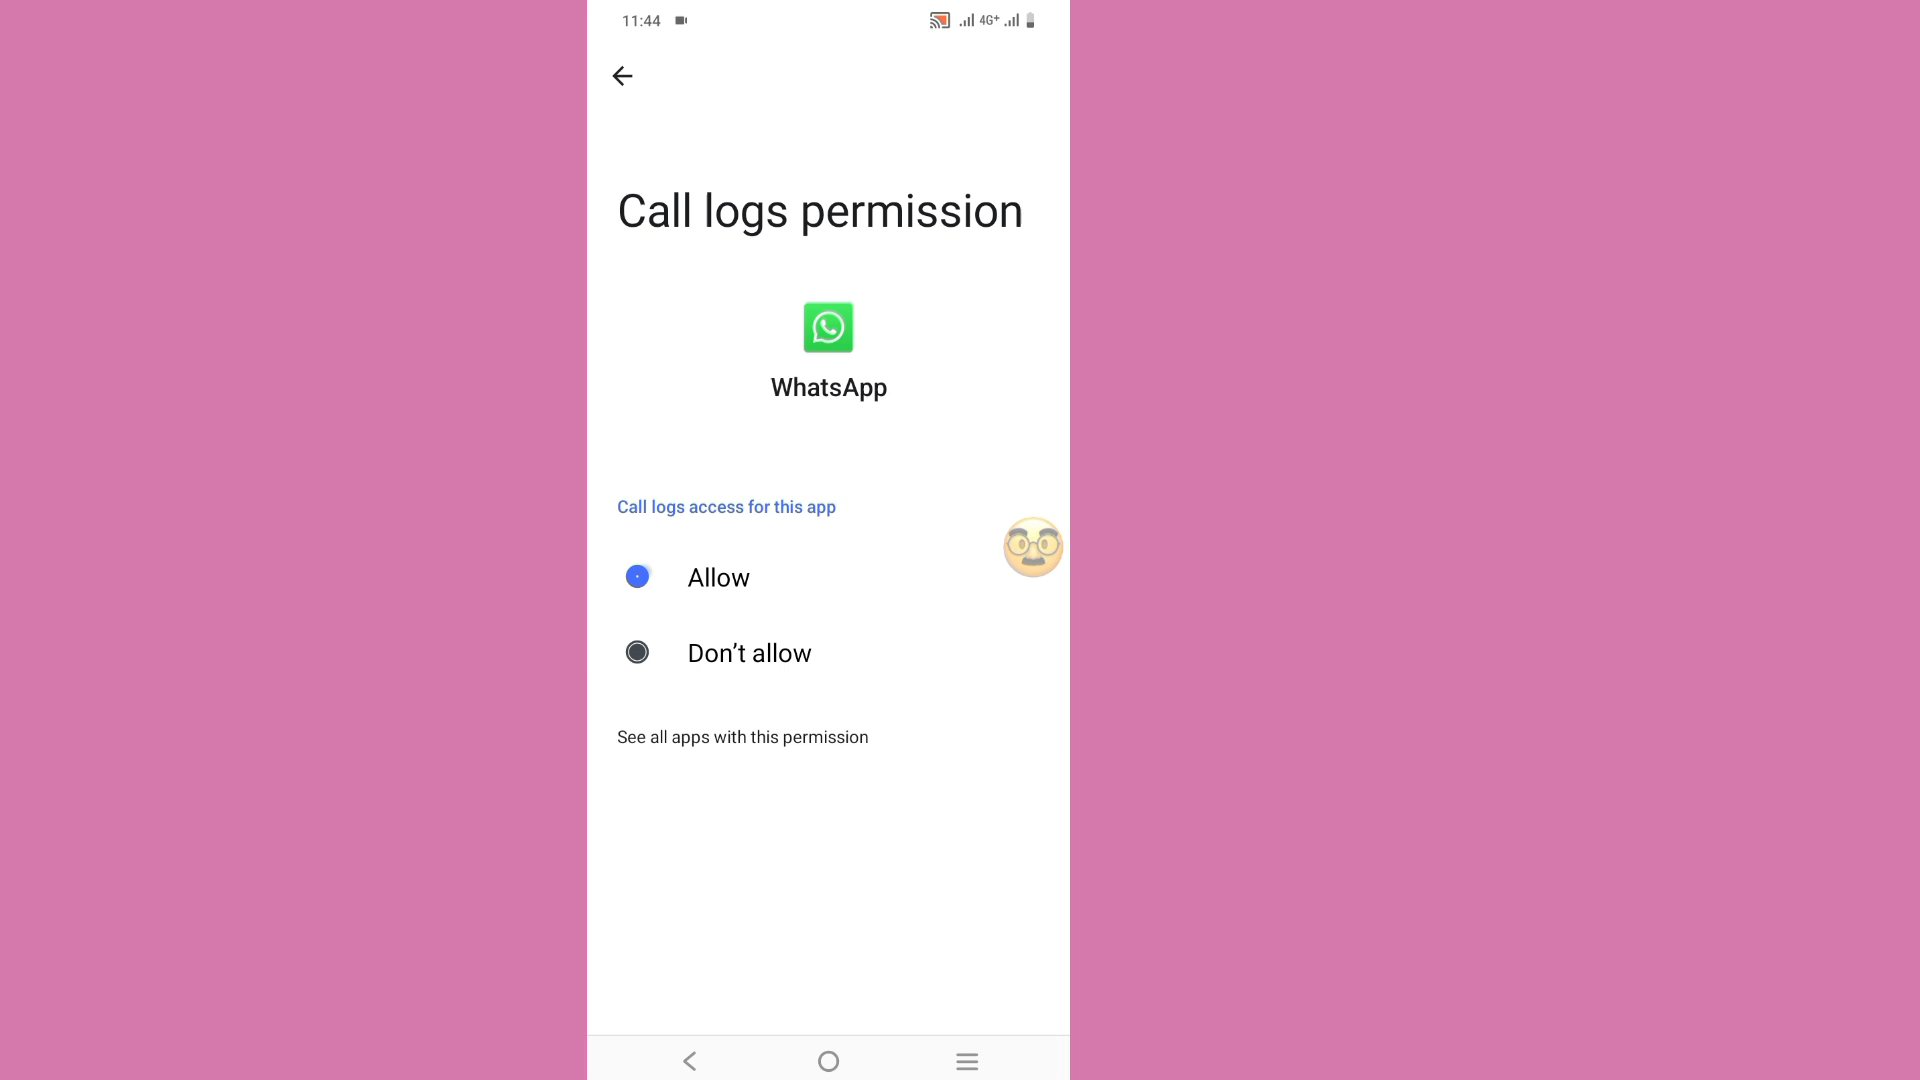 11:44
4G+
Call logs permission
WhatsApp
Call logs access for this app
Allow
Don’t allow
See all apps with this permission